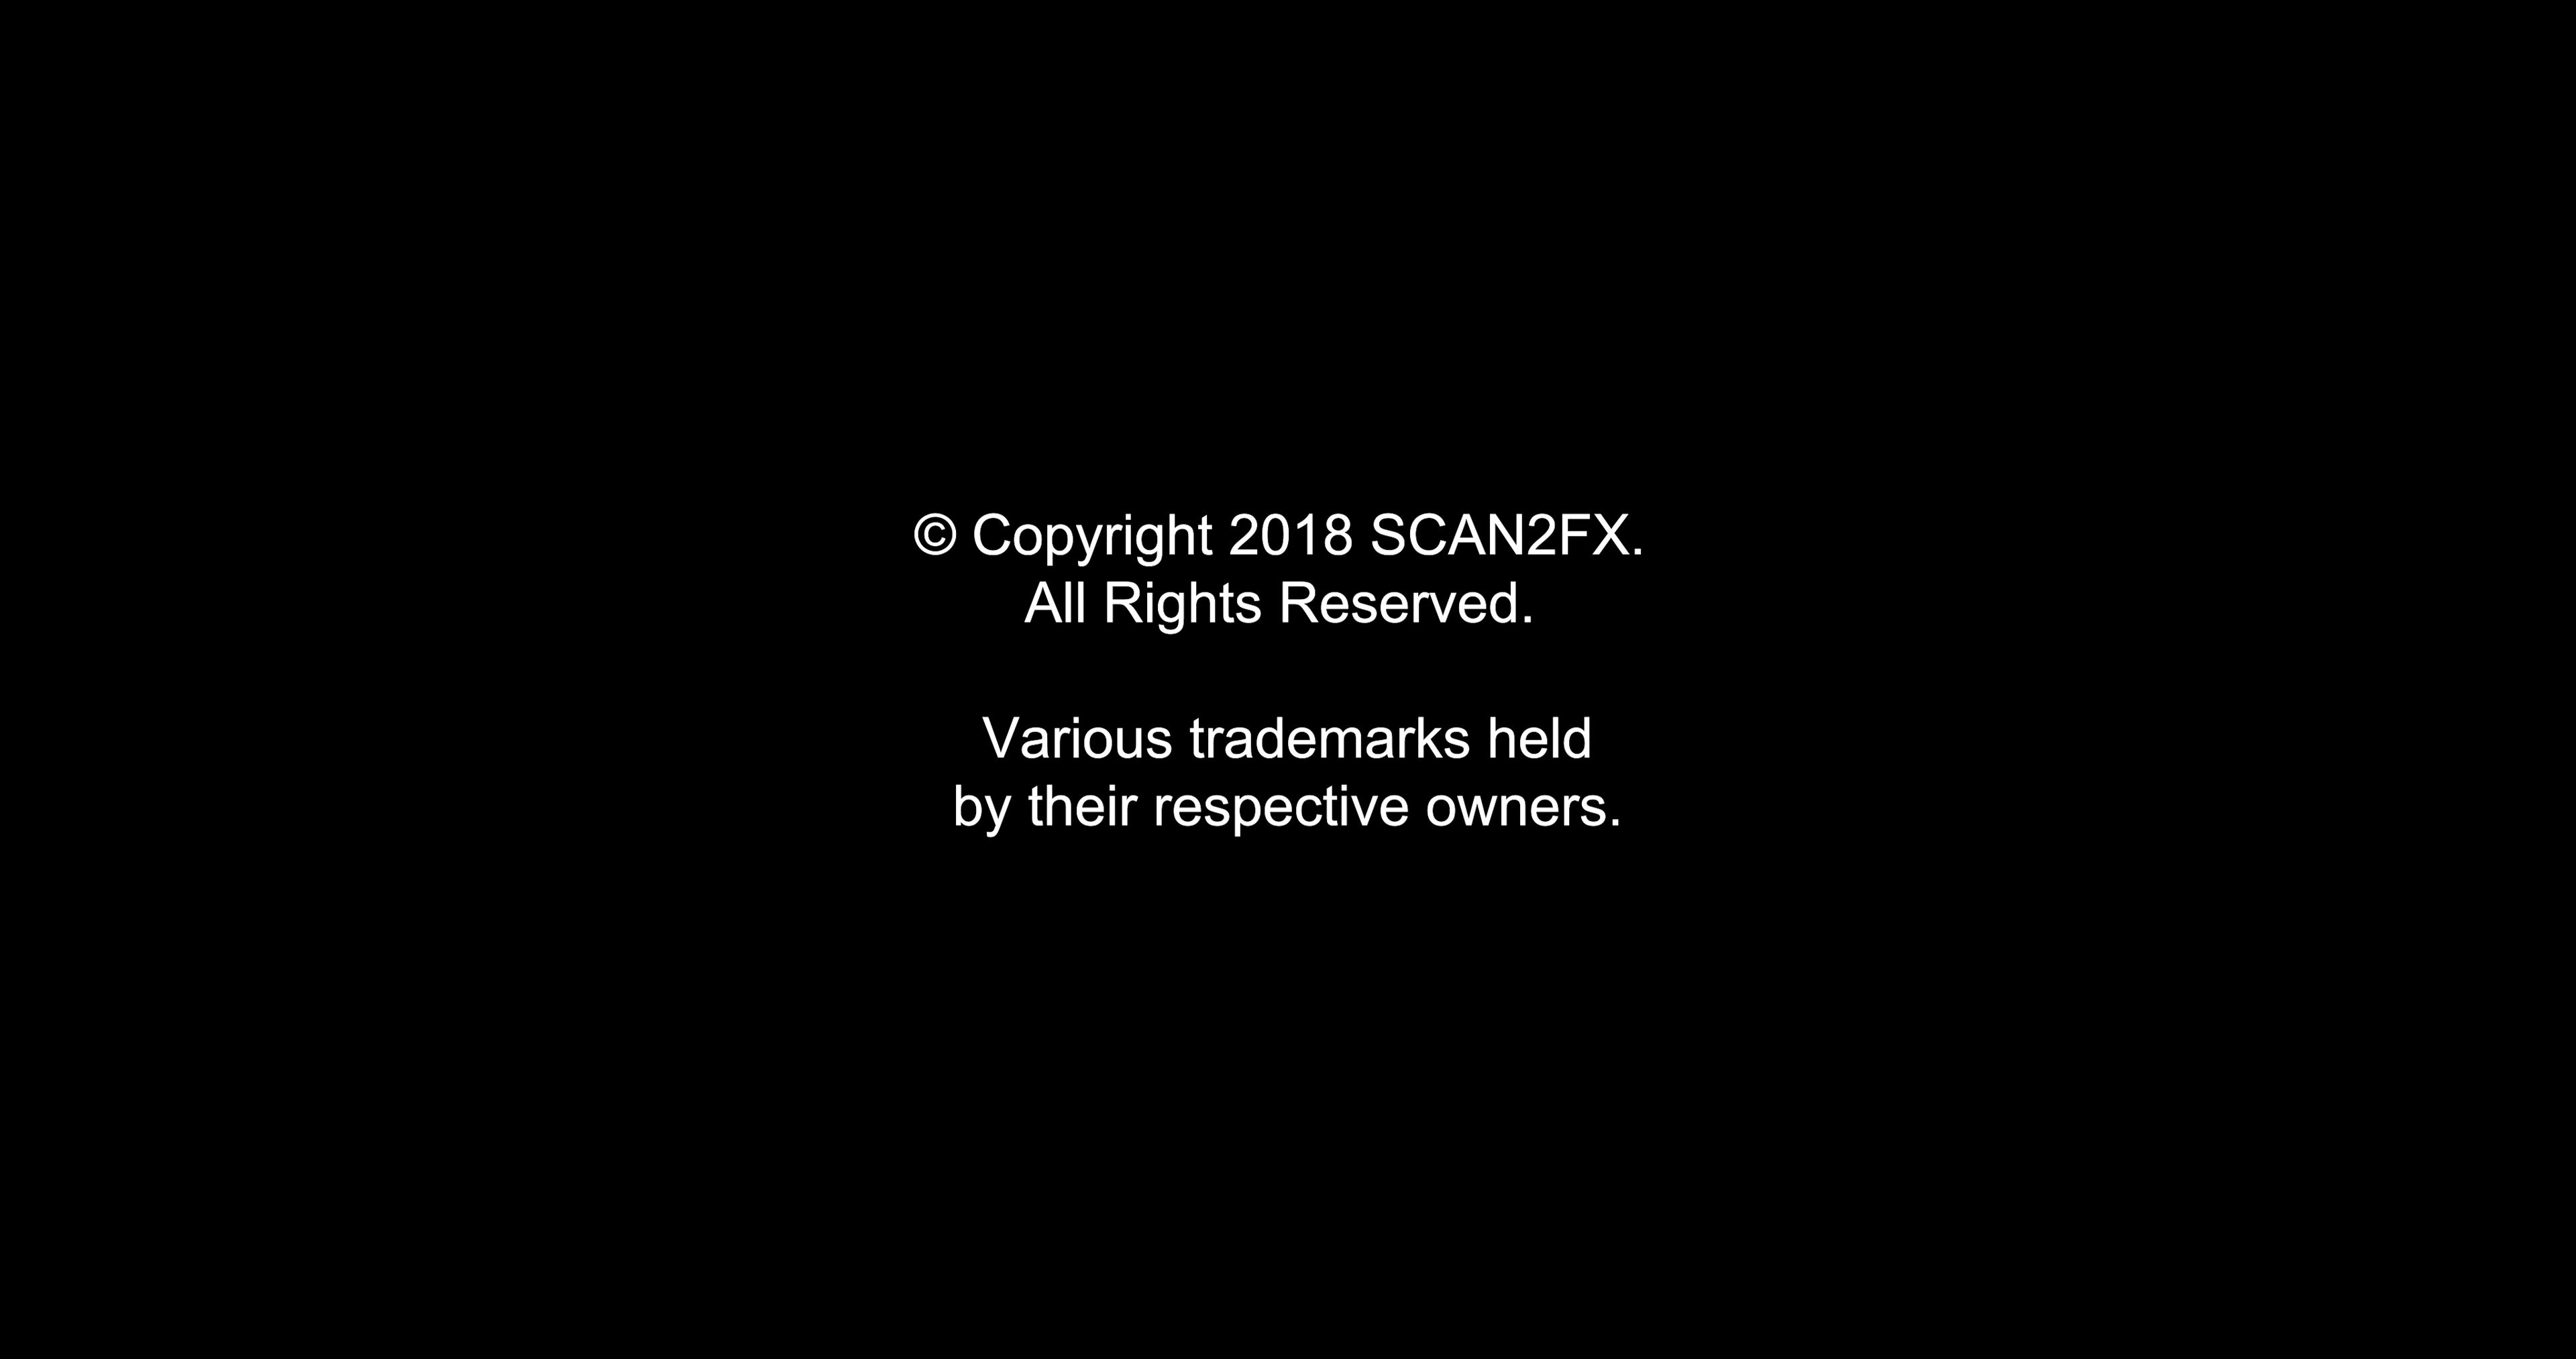 © Copyright 2018 SCAN2FX.
All Rights Reserved.
Various trademarks held
by their respective owners.